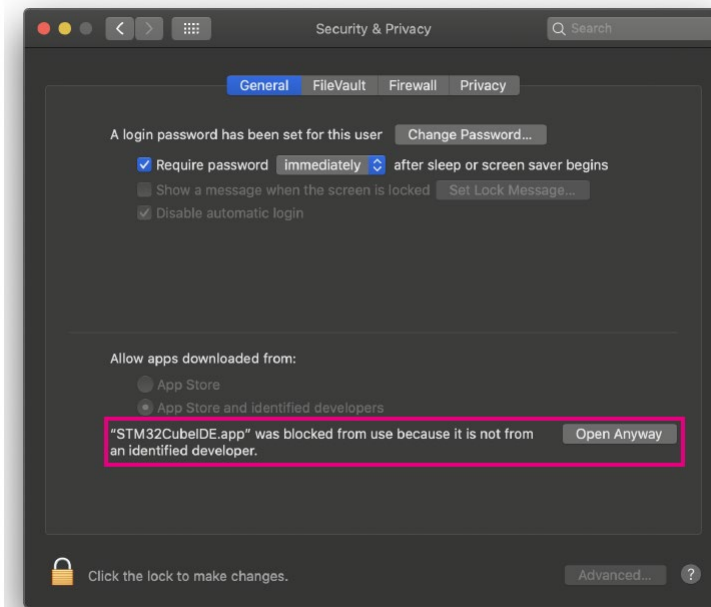 Security & Privacy
Search
General
FileVault
Firewall
Privacy
A login password has been set for this user
Change Password...
Require password
immediately
after sleep or screen saver begins
Show a message when the screen is locked
Set Lock Message...
Disable automatic login
Allow apps downloaded from:
App Store
App Store and identified developers
“STM32CubeIDE.app” was blocked from use because it is not from
an identified developer.
Open Anyway
Click the lock to make changes.
Advanced...
?